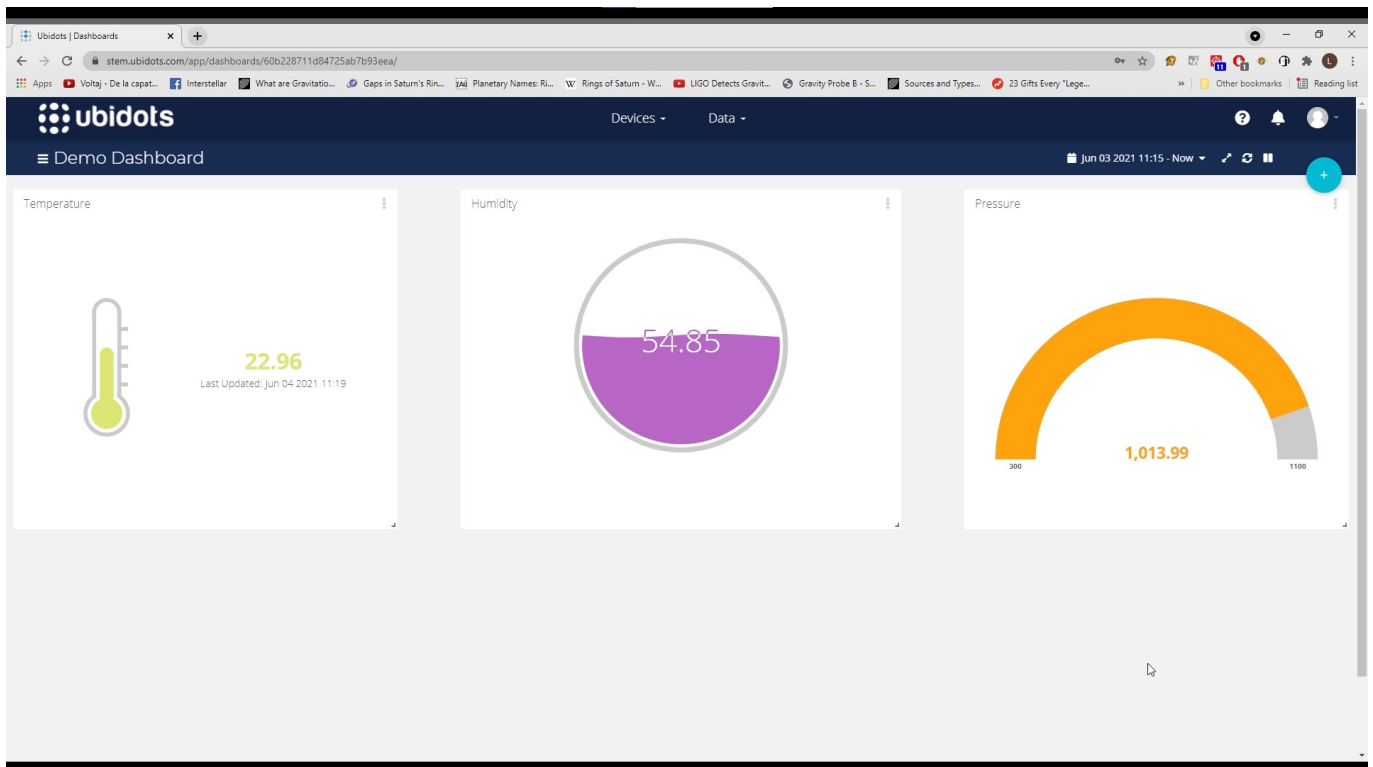 Ubidots | Dashboards
stem.ubidots.com/app/dashboards/60b228711d84725ab7b93eea/
Apps Voltaj - De la capat... Interstellar What are Gravitatio... Gaps in Saturn's Rin... IAU Planetary Names: Ri... W Rings of Saturn - W... LIGO Detects Gravit... Gravity Probe B - S... Sources and Types... 23 Gifts Every "Lege... » Other bookmarks Reading list
ubidots Devices Data
Demo Dashboard Jun 03 2021 11:15 - Now
Temperature Humidity Pressure
54.85
22.96
Last Updated: Jun 04 2021 11:19
1,013.99
300 1100